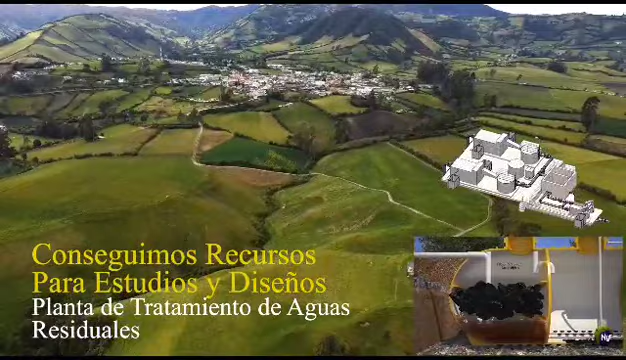 Conseguimos Recursos
Para Estudios y Diseños
Planta de Tratamiento de Aguas
Residuales